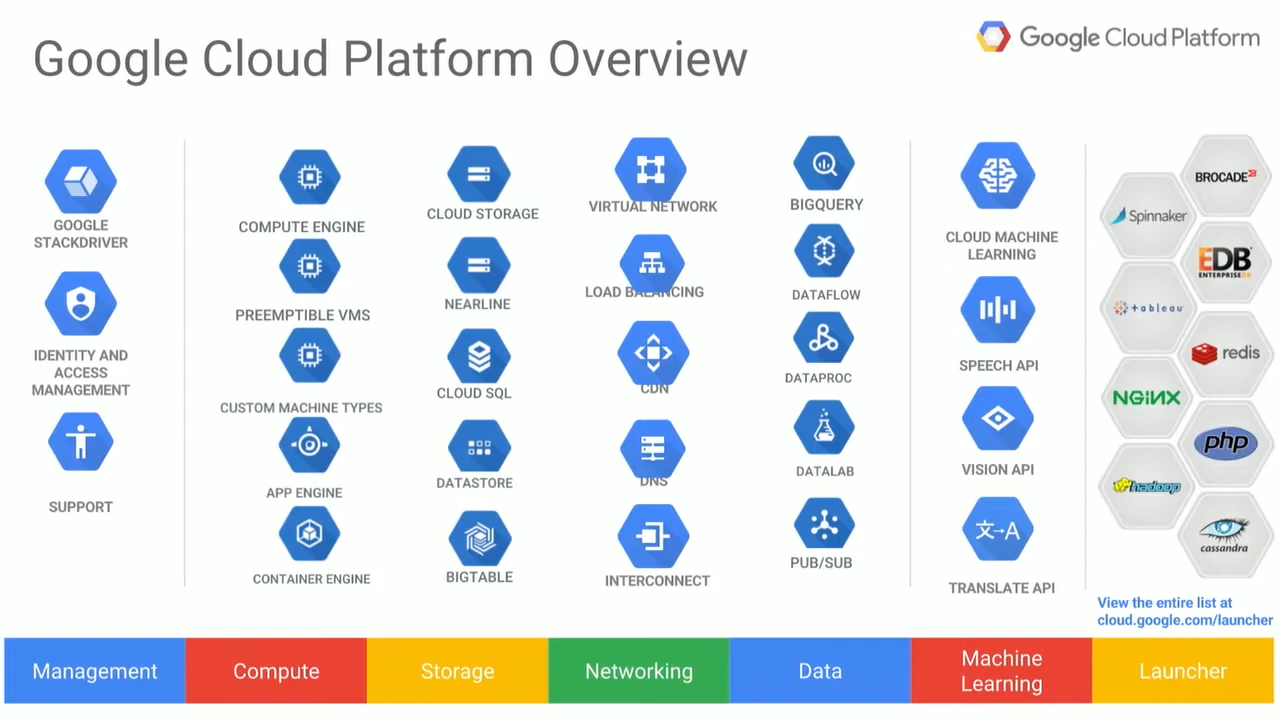 Google Cloud Platform Overview
Google Cloud Platform
GOOGLE
STACKDRIVER
IDENTITY AND
ACCESS
MANAGEMENT
SUPPORT
COMPUTE ENGINE
PREEMPTIBLE VMS
CUSTOM MACHINE TYPES
APP ENGINE
CONTAINER ENGINE
CLOUD STORAGE
NEARLINE
CLOUD SQL
DATASTORE
BIGTABLE
VIRTUAL NETWORK
LOAD BALANCING
CDN
DNS
INTERCONNECT
BIGQUERY
DATAFLOW
DATAPROC
DATALAB
PUB/SUB
CLOUD MACHINE
LEARNING
SPEECH API
VISION API
文→A
TRANSLATE API
BROCADE
Spinnaker
EDB
ENTERPRISEDB
+ableau
redis
NGINX
php
hadoop
cassandra
View the entire list at
cloud.google.com/launcher
Management
Compute
Storage
Networking
Data
Machine
Learning
Launcher